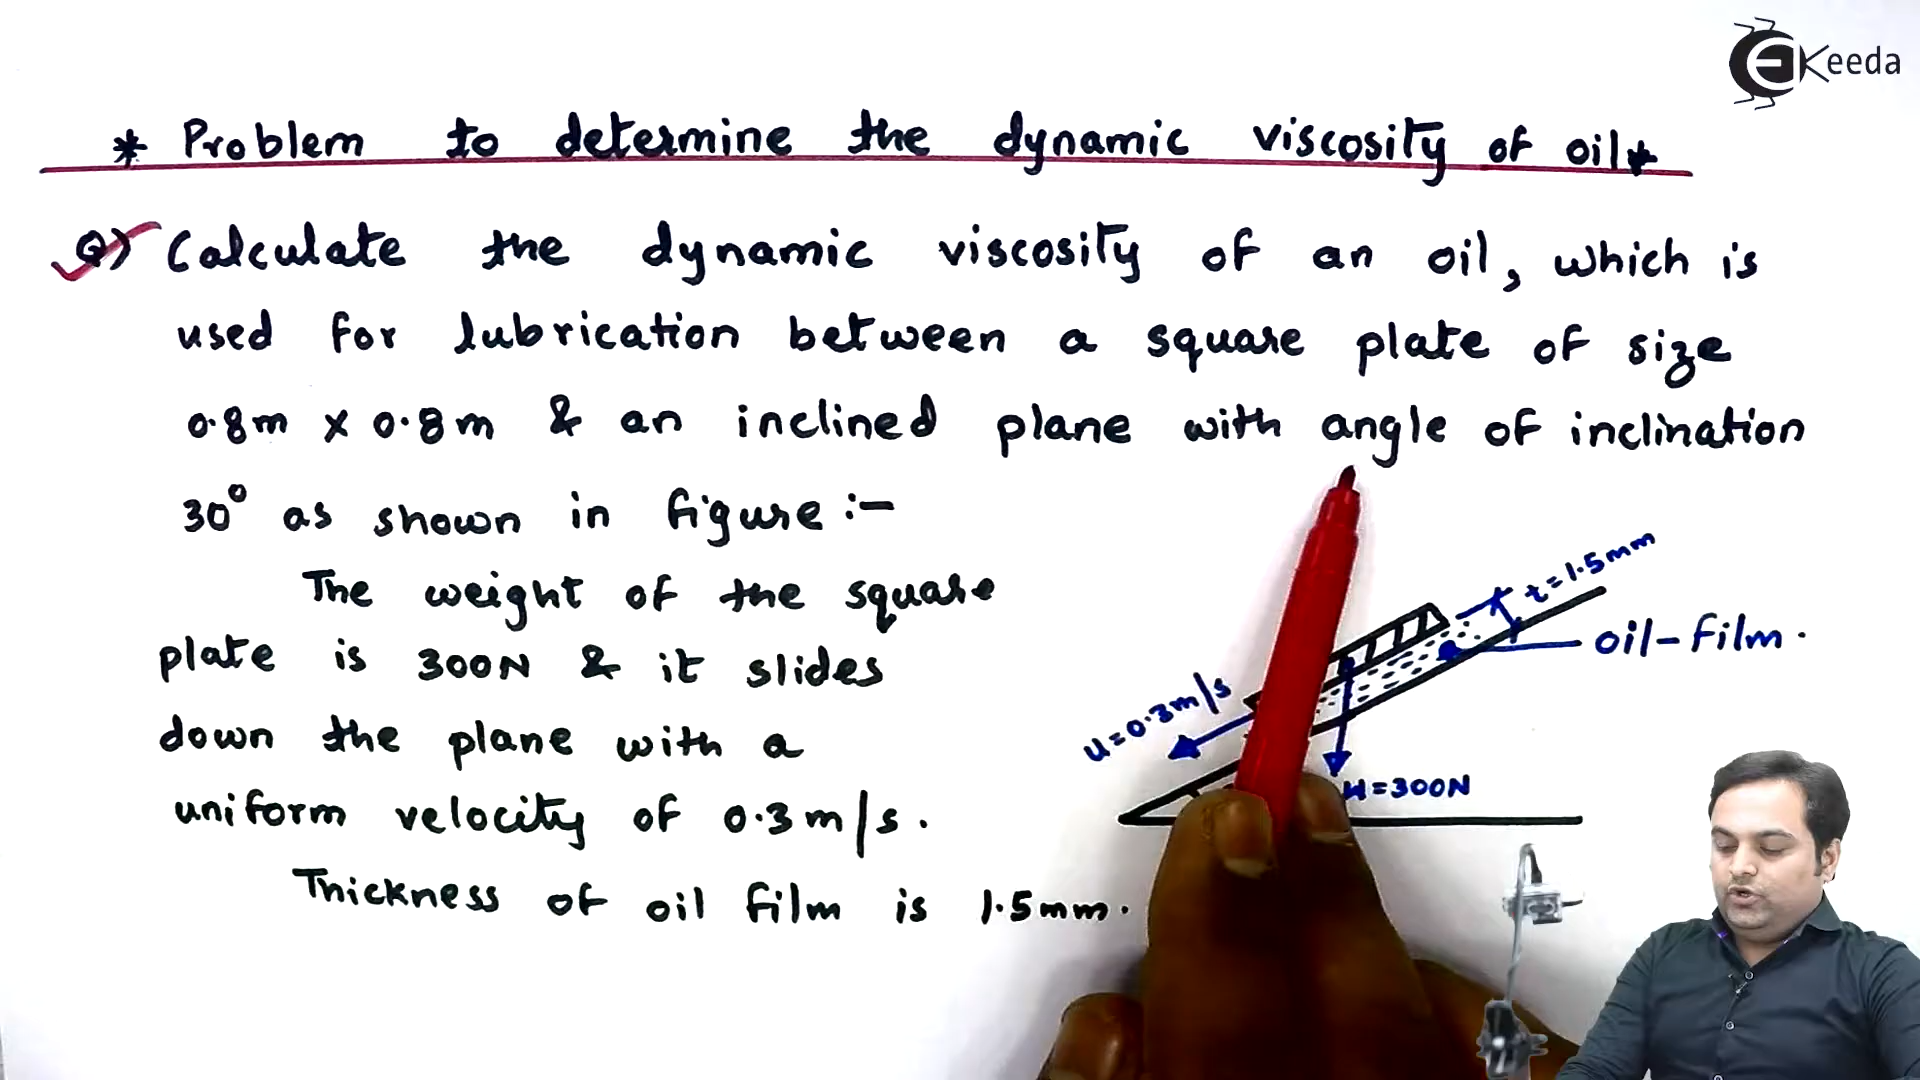 EKeeda
* Problem to determine the dynamic viscosity of oil *
Q) Calculate the dynamic viscosity of an oil, which is
used for lubrication between a square plate of size
0.8m x 0.8m & an inclined plane with angle of inclination
30° as shown in figure :-
The weight of the square
plate is 300N & it slides
down the plane with a
uniform velocity of 0.3 m/s.
Thickness of oil film is 1.5mm.
t=1.5mm
oil-film.
u=0.3m/s
W=300N